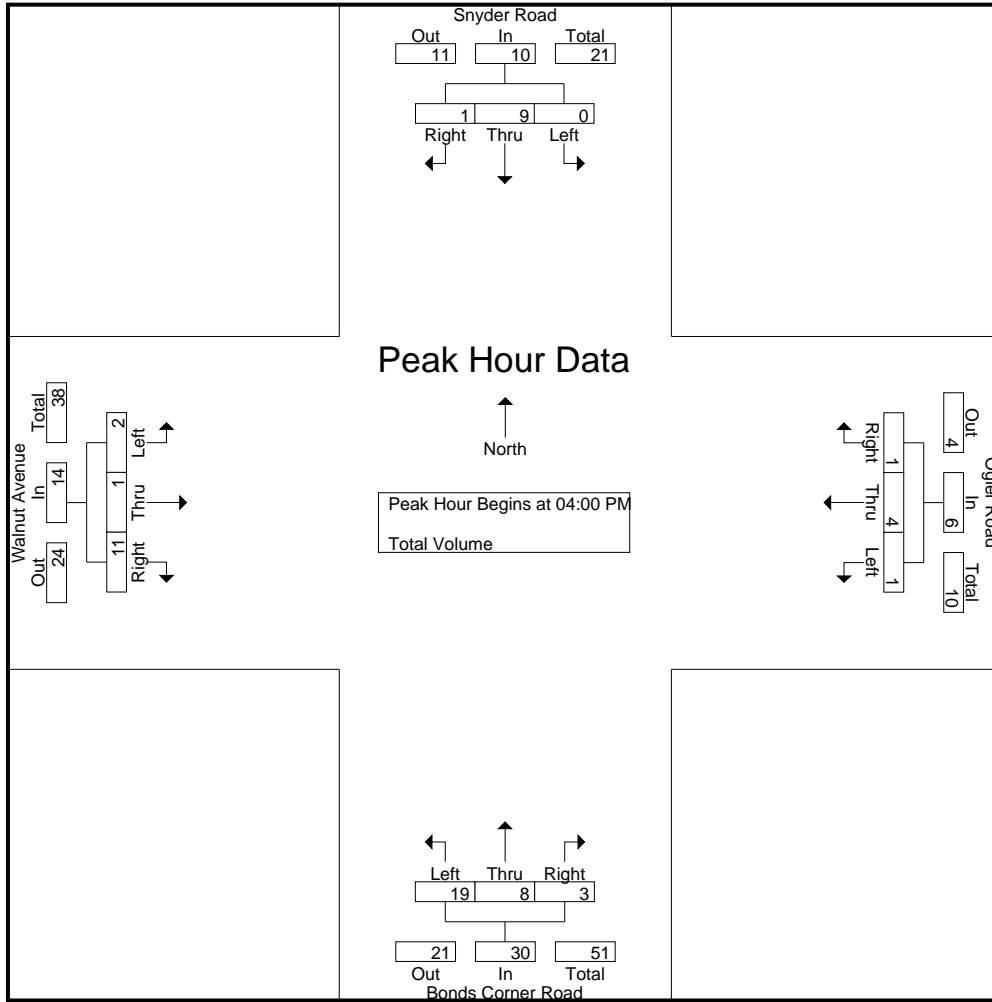 Snyder Road
Out In Total
11 10 21
1 9 0
Right Thru Left
Peak Hour Data
North
Peak Hour Begins at 04:00 PM
Total Volume
Walnut Avenue
Out In Total
24 14 38
11 1 2
Right Thru Left
Ogier Road
Out In Total
4 6 10
1 4 1
Right Thru Left
Left Thru Right
19 8 3
21 30 51
Out In Total
Bonds Corner Road